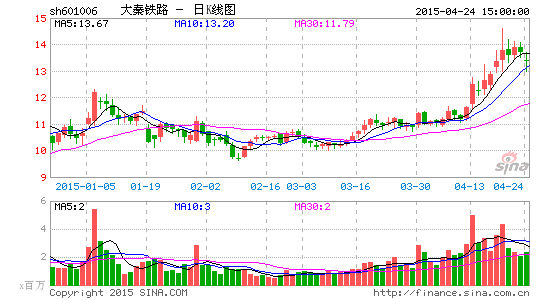 sh601006 大秦铁路 - 日K线图 2015-04-24 15:00:00
MA5:13.67 MA10:13.20 MA30:11.79
15
14
13
12
11
10
9
sina
2015-01-05 01-19 02-02 02-16 03-03 03-16 03-30 04-13 04-24
MA5:2 MA10:3 MA30:2
6
4
2
x百万
Copyright 2015 SINA.COM http://finance.sina.com.cn